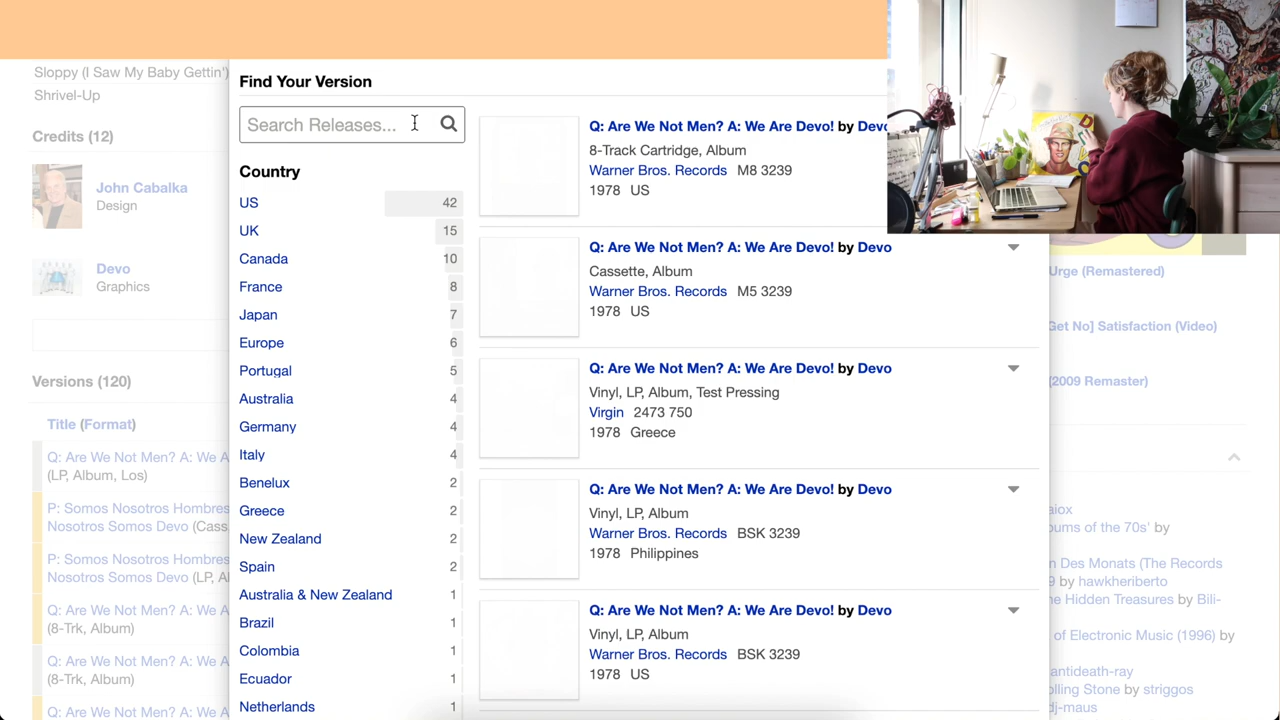 Sloppy (I Saw My Baby Gettin')
Shrivel-Up
Credits (12)
John Cabalka
Design
Devo
Graphics
Versions (120)
Title (Format)
Q: Are We Not Men? A: We A
(LP, Album, Los)
P: Somos Nosotros Hombres
Nosotros Somos Devo (Cass
P: Somos Nosotros Hombres
Nosotros Somos Devo (LP, Al
Q: Are We Not Men? A: We A
(8-Trk, Album)
Q: Are We Not Men? A: We A
(8-Trk, Album)
Q: Are We Not Men? A: We A
Find Your Version
Search Releases...
Country
US 42
UK 15
Canada 10
France 8
Japan 7
Europe 6
Portugal 5
Australia 4
Germany 4
Italy 4
Benelux 2
Greece 2
New Zealand 2
Spain 2
Australia & New Zealand 1
Brazil 1
Colombia 1
Ecuador 1
Netherlands 1
Q: Are We Not Men? A: We Are Devo! by Devo
8-Track Cartridge, Album
Warner Bros. Records M8 3239
1978 US
Q: Are We Not Men? A: We Are Devo! by Devo
Cassette, Album
Warner Bros. Records M5 3239
1978 US
Q: Are We Not Men? A: We Are Devo! by Devo
Vinyl, LP, Album, Test Pressing
Virgin 2473 750
1978 Greece
Q: Are We Not Men? A: We Are Devo! by Devo
Vinyl, LP, Album
Warner Bros. Records BSK 3239
1978 Philippines
Q: Are We Not Men? A: We Are Devo! by Devo
Vinyl, LP, Album
Warner Bros. Records BSK 3239
1978 US
Urge (Remastered)
Get No] Satisfaction (Video)
(2009 Remaster)
aiox
oums of the 70s' by
n Des Monats (The Records
9 by hawkheriberto
ne Hidden Treasures by Bili-
of Electronic Music (1996) by
antideath-ray
olling Stone by striggos
dj-maus